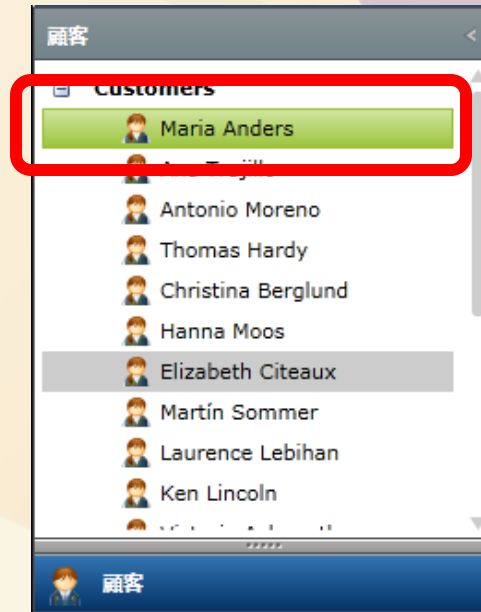 顧客
Customers
Maria Anders
Antonio Moreno
Thomas Hardy
Christina Berglund
Hanna Moos
Elizabeth Citeaux
Martín Sommer
Laurence Lebihan
Ken Lincoln
顧客